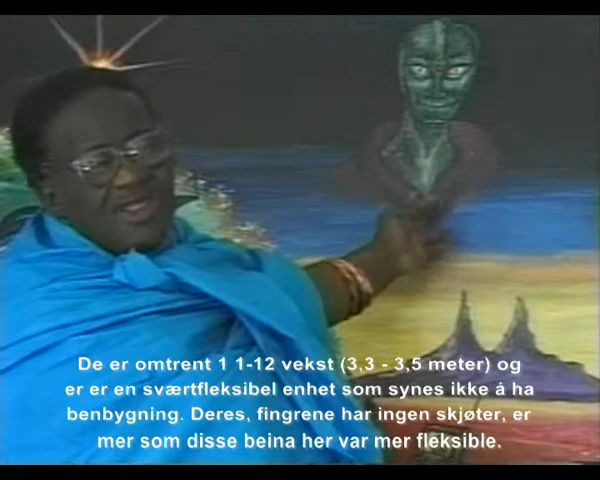 De er omtrent 1 1-12 vekst (3,3 - 3,5 meter) og
er er en sværtfleksibel enhet som synes ikke á ha
benbygning. Deres, fingrene har ingen skjøter, er
mer som disse beina her var mer fleksible.